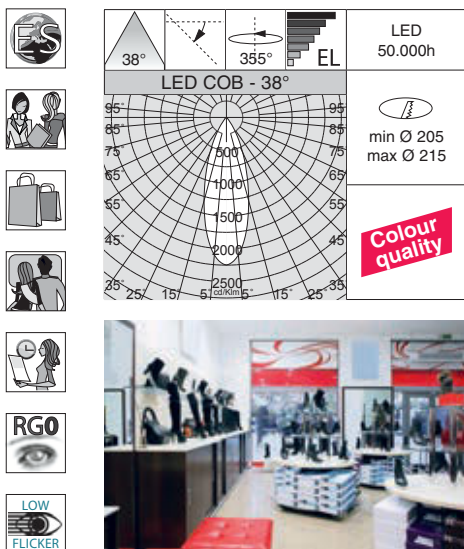 ES
RG0
LOW
FLICKER
38°
355°
EL
LED
50.000h
LED COB - 38°
min Ø 205
max Ø 215
Colour
quality
95° 95
85° 85
75° 75
65° 65
55 55
45° 45
35° 25° 15° 5° 5° 15° 25° 35°
500
1000
1500
2000
2500
cd/Klm